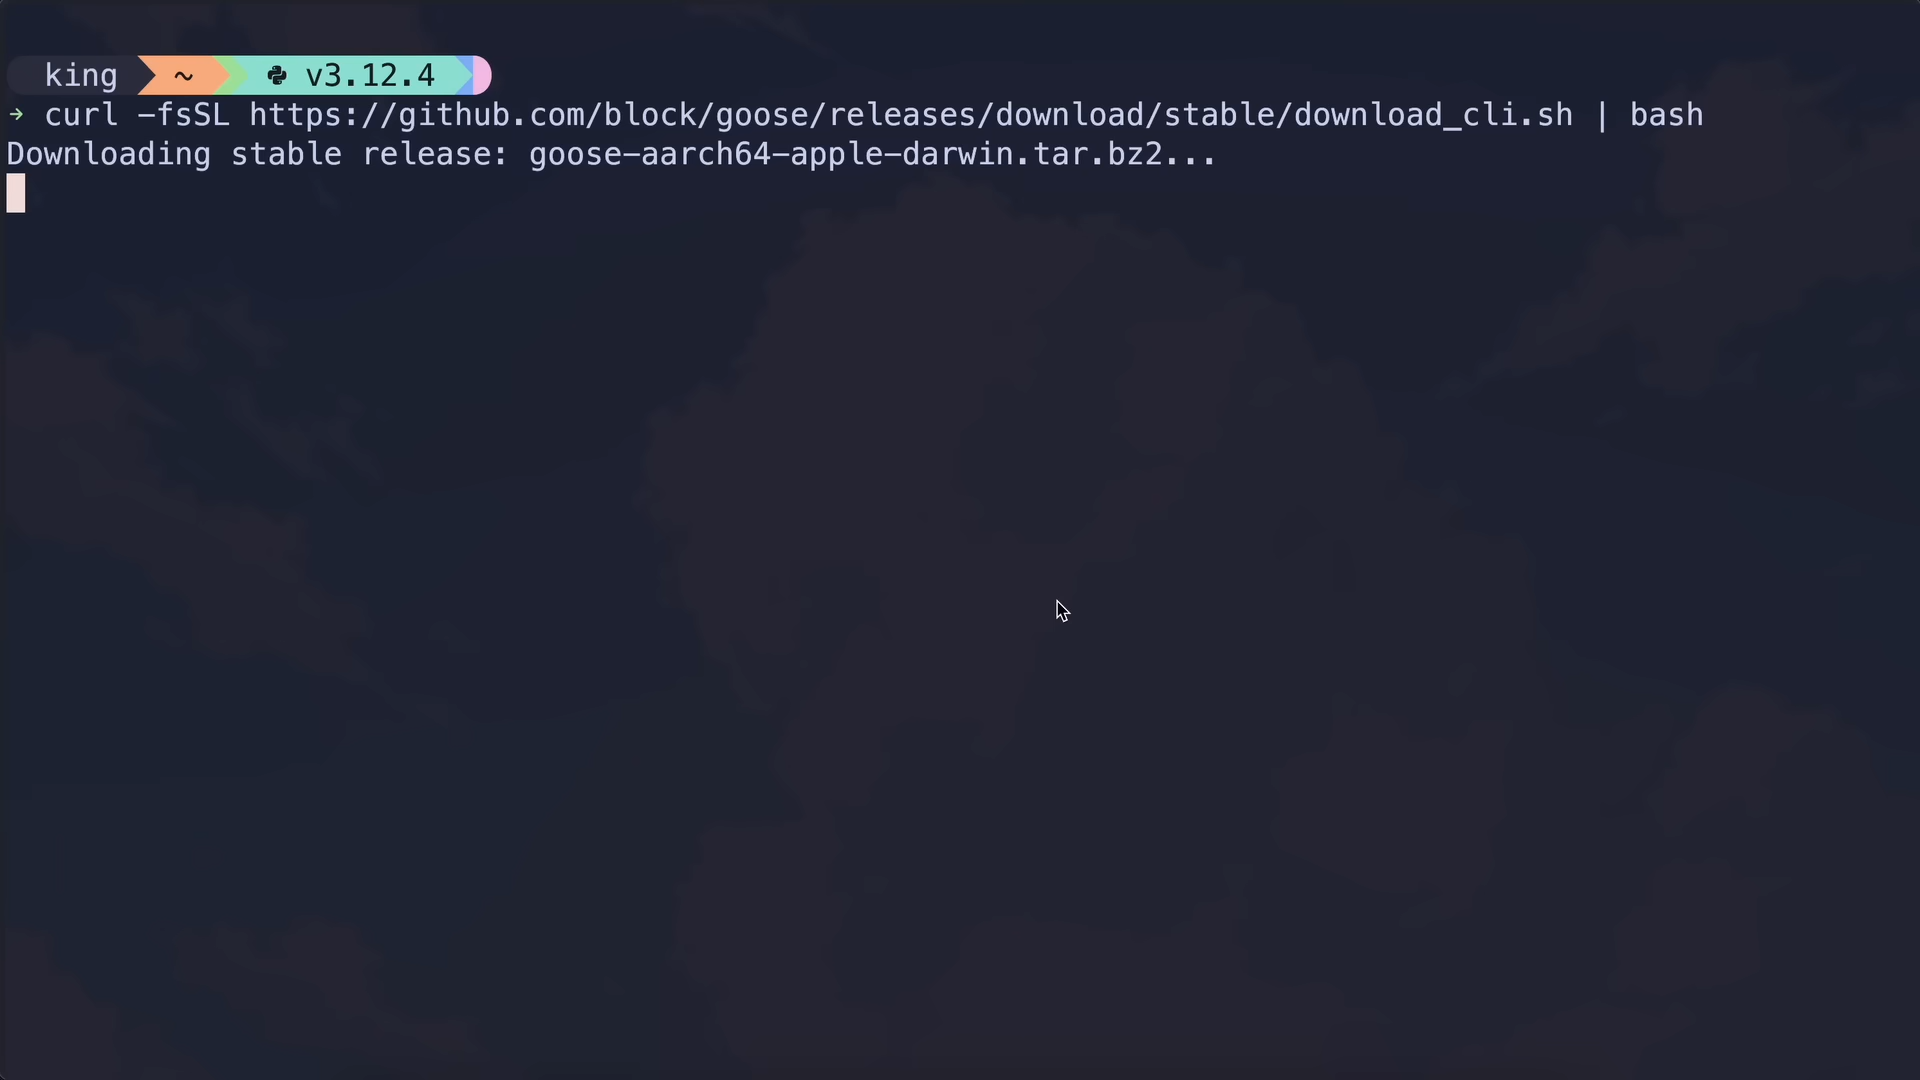 king ~ v3.12.4
→ curl -fsSL https://github.com/block/goose/releases/download/stable/download_cli.sh | bash
Downloading stable release: goose-aarch64-apple-darwin.tar.bz2...